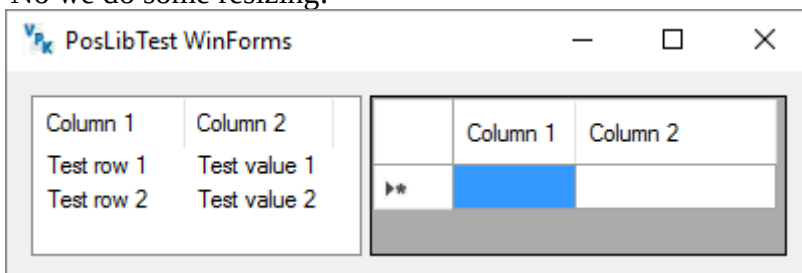 No we do some resizing:
VPK PosLibTest WinForms
Column 1 Column 2
Test row 1 Test value 1
Test row 2 Test value 2
Column 1 Column 2